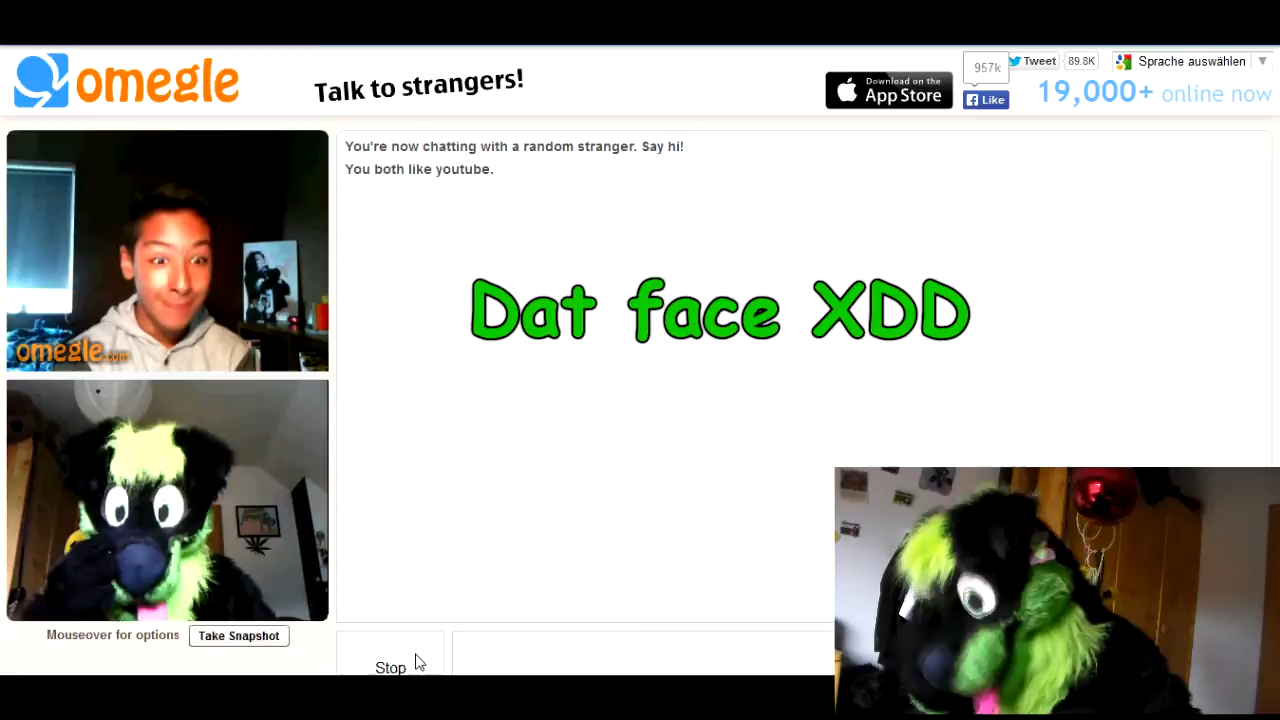 omegle
Talk to strangers!
Download on the
App Store
957k
Like
Tweet
89.8K
Sprache auswählen
19,000+ online now
You're now chatting with a random stranger. Say hi!
You both like youtube.
omegle.com
Dat face XDD
Mouseover for options
Take Snapshot
Stop